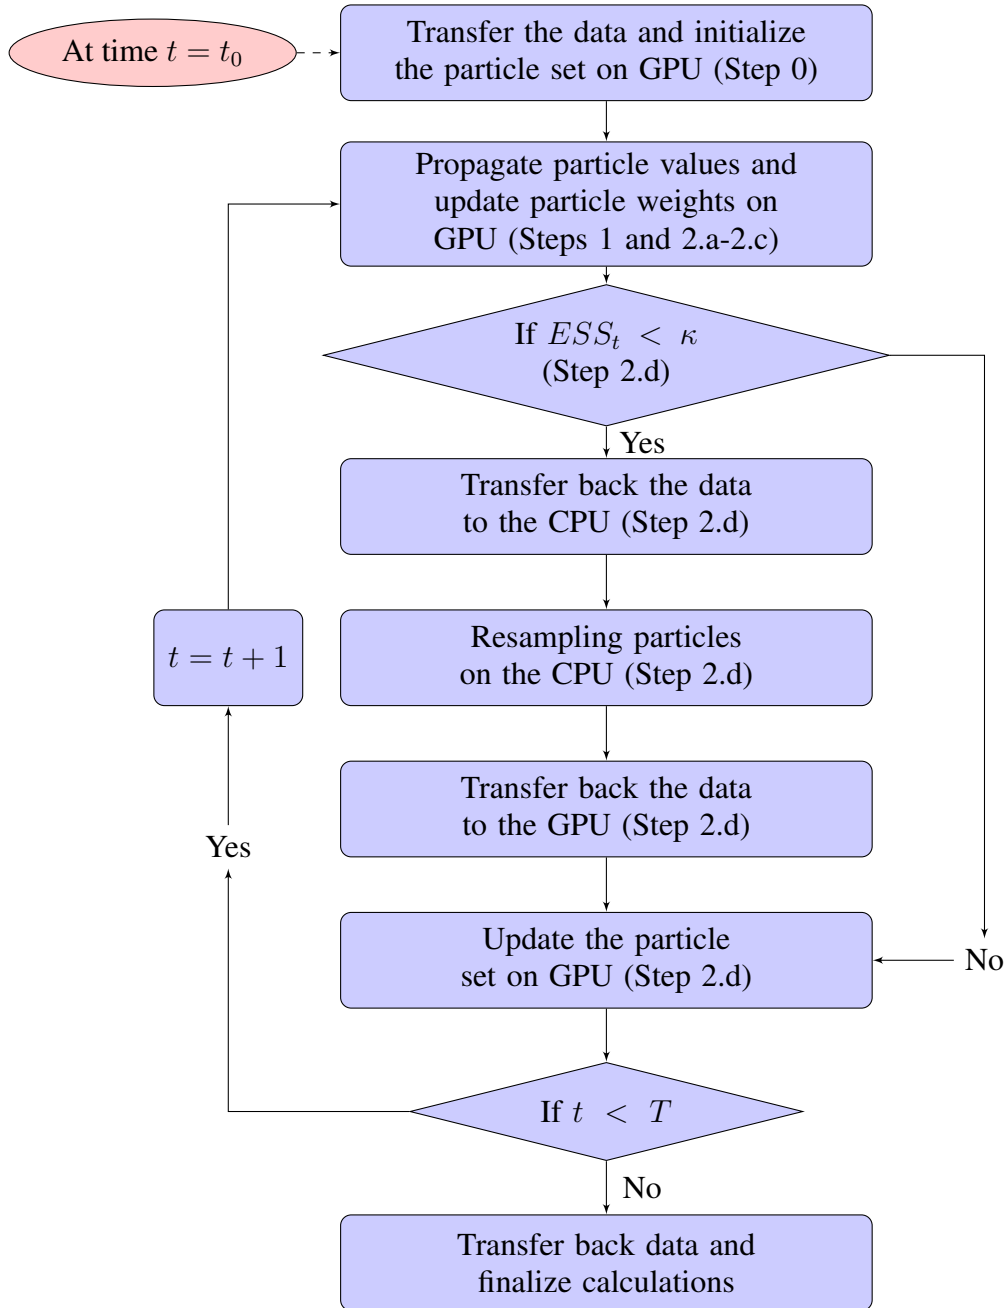 At time t = t₀
Transfer the data and initialize
the particle set on GPU (Step 0)
Propagate particle values and
update particle weights on
GPU (Steps 1 and 2.a-2.c)
If ESSₜ < κ
(Step 2.d)
Yes
Transfer back the data
to the CPU (Step 2.d)
t = t + 1
Resampling particles
on the CPU (Step 2.d)
Transfer back the data
to the GPU (Step 2.d)
Yes
Update the particle
set on GPU (Step 2.d)
No
If t < T
No
Transfer back data and
finalize calculations